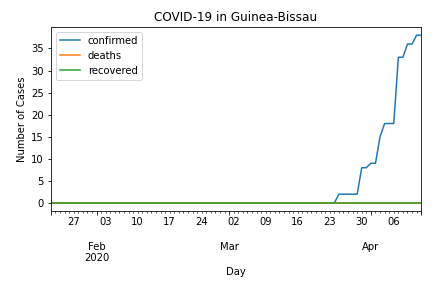 COVID-19 in Guinea-Bissau
confirmed
deaths
recovered
Number of Cases
35
30
25
20
15
10
5
0
27 03 10 17 24 02 09 16 23 30 06
Feb Mar Apr
2020
Day